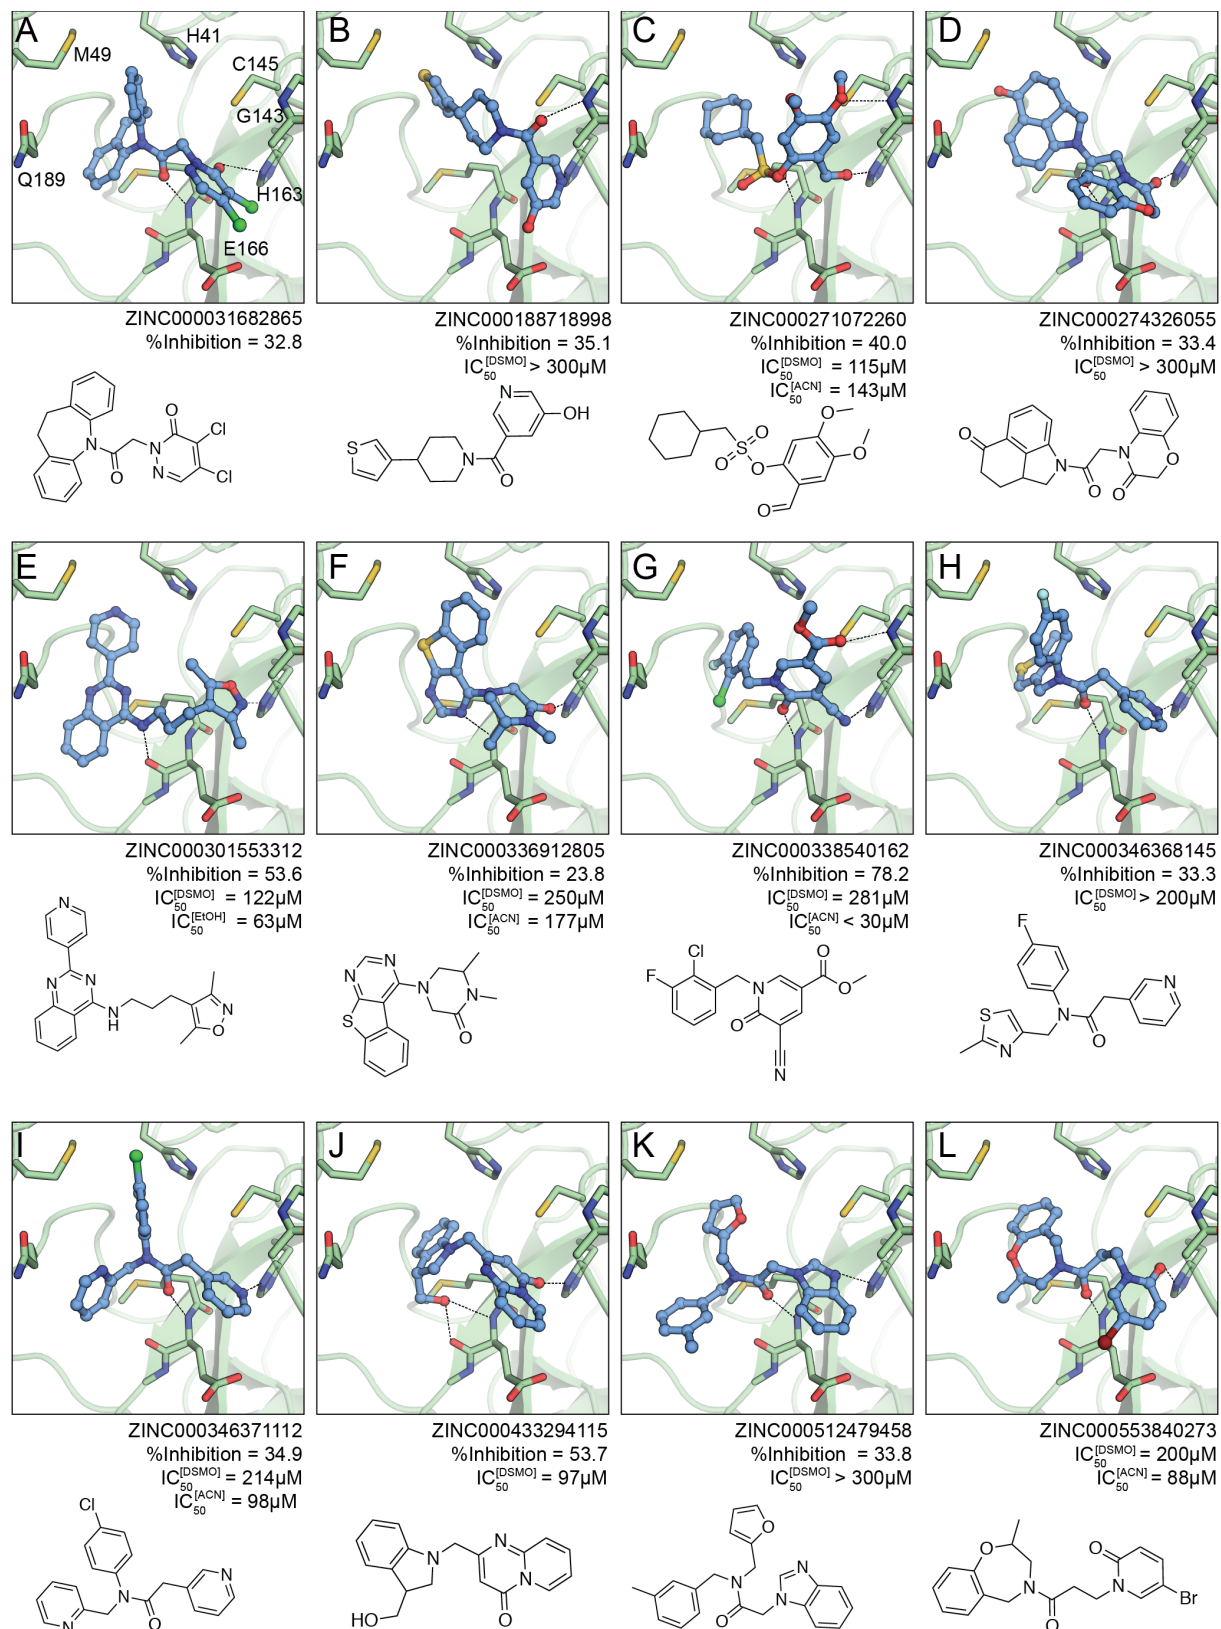 A
H41
M49
C145
G143
Q189
H163
E166
B
C
D
ZINC000031682865
%Inhibition = 32.8
ZINC000188718998
%Inhibition = 35.1
IC50[DSMO] > 300μM
ZINC000271072260
%Inhibition = 40.0
IC50[DSMO] = 115μM
IC50[ACN] = 143μM
ZINC000274326055
%Inhibition = 33.4
IC50[DSMO] > 300μM
O
Cl
N
N
N
O
Cl
N
OH
S
N
O
O
O
O
S
O
O
O
O
N
N
O
O
O
E
F
G
H
ZINC000301553312
%Inhibition = 53.6
IC50[DSMO] = 122μM
IC50[EtOH] = 63μM
ZINC000336912805
%Inhibition = 23.8
IC50[DSMO] = 250μM
IC50[ACN] = 177μM
ZINC000338540162
%Inhibition = 78.2
IC50[DSMO] = 281μM
IC50[ACN] < 30μM
ZINC000346368145
%Inhibition = 33.3
IC50[DSMO] > 200μM
N
N
N
N
H
N
O
N
N
N
N
S
O
Cl
F
N
O
O
O
N
F
S
N
N
O
N
I
J
K
L
ZINC000346371112
%Inhibition = 34.9
IC50[DSMO] = 214μM
IC50[ACN] = 98μM
ZINC000433294115
%Inhibition = 53.7
IC50[DSMO] = 97μM
ZINC000512479458
%Inhibition = 33.8
IC50[DSMO] > 300μM
ZINC000553840273
IC50[DSMO] = 200μM
IC50[ACN] = 88μM
Cl
N
N
N
O
N
N
N
HO
O
O
N
N
N
O
O
N
O
O
N
Br